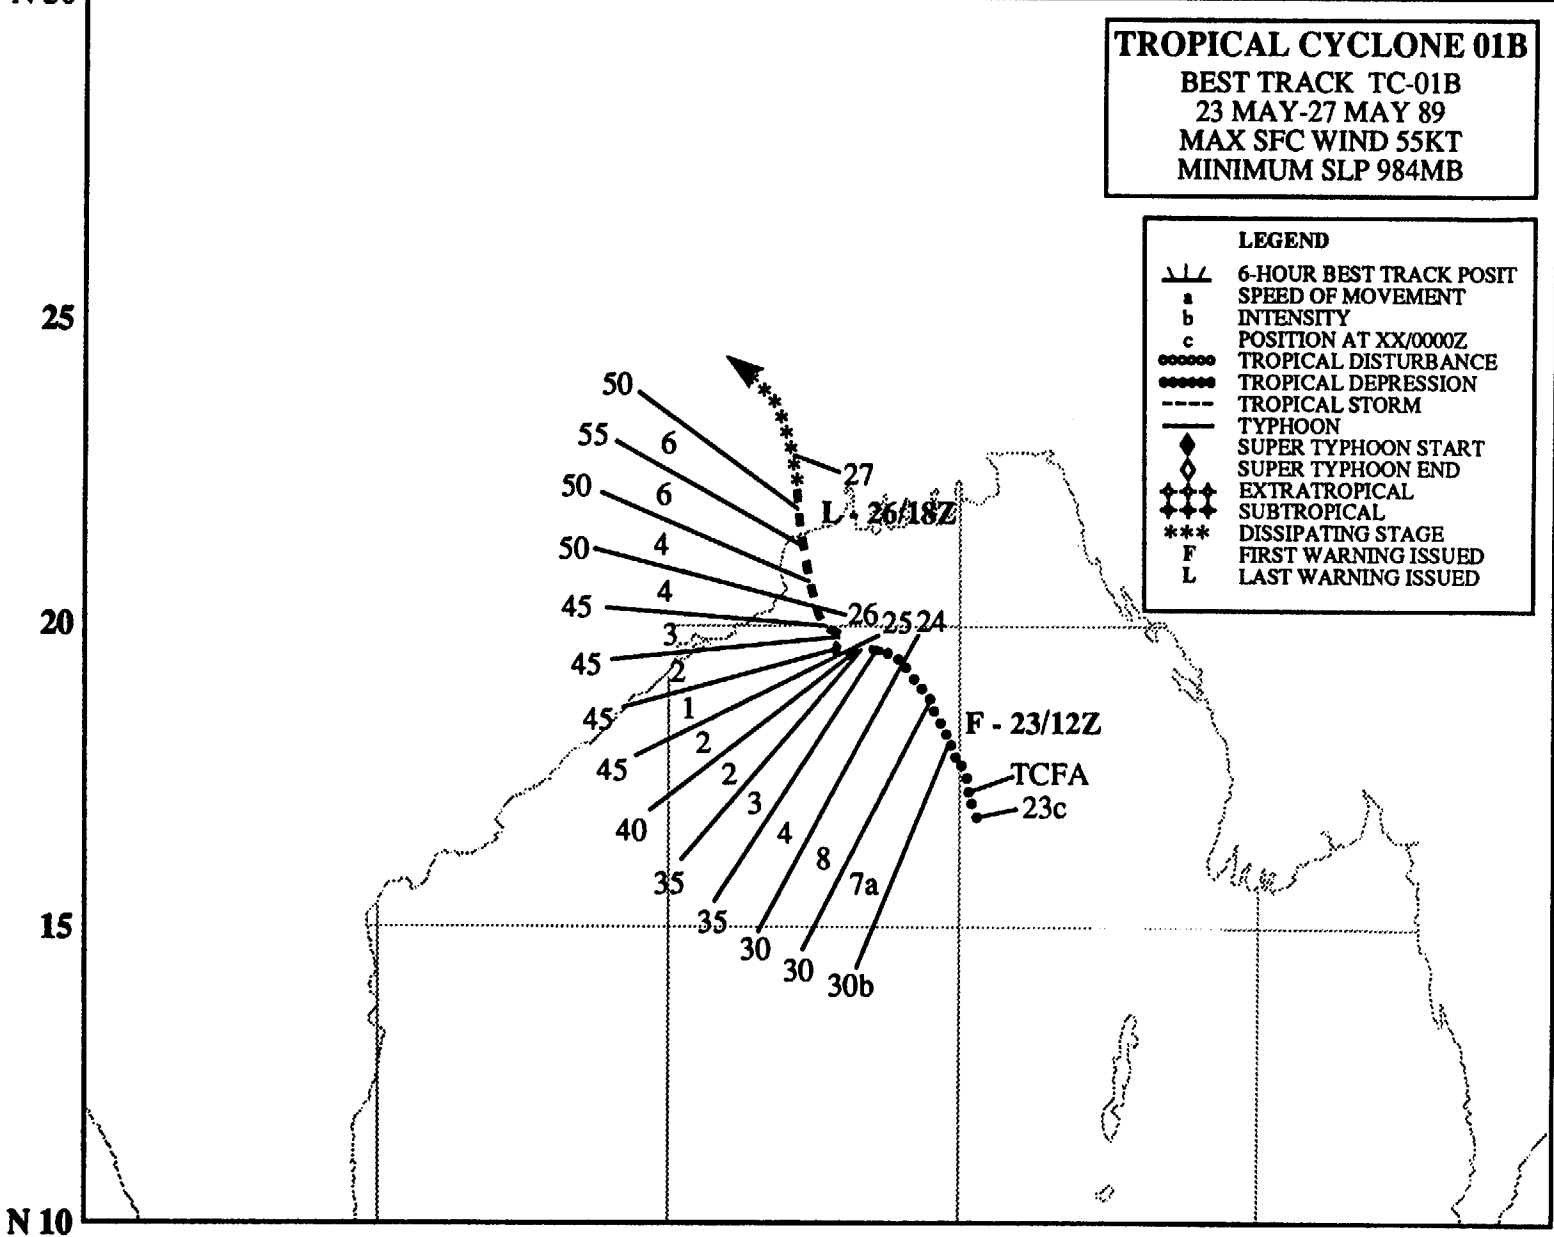 TROPICAL CYCLONE 01B
BEST TRACK TC-01B
23 MAY-27 MAY 89
MAX SFC WIND 55KT
MINIMUM SLP 984MB
LEGEND
6-HOUR BEST TRACK POSIT
a SPEED OF MOVEMENT
b INTENSITY
c POSITION AT XX/0000Z
TROPICAL DISTURBANCE
TROPICAL DEPRESSION
TROPICAL STORM
TYPHOON
SUPER TYPHOON START
SUPER TYPHOON END
EXTRATROPICAL
SUBTROPICAL
*** DISSIPATING STAGE
F FIRST WARNING ISSUED
L LAST WARNING ISSUED
25
20
15
N 10
50
55
50
50
45
45
45
45
40
35
35
30
30
30b
6
6
4
4
3
2
1
2
2
3
4
8
7a
27
L - 26/18Z
26
25
24
F - 23/12Z
TCFA
23c